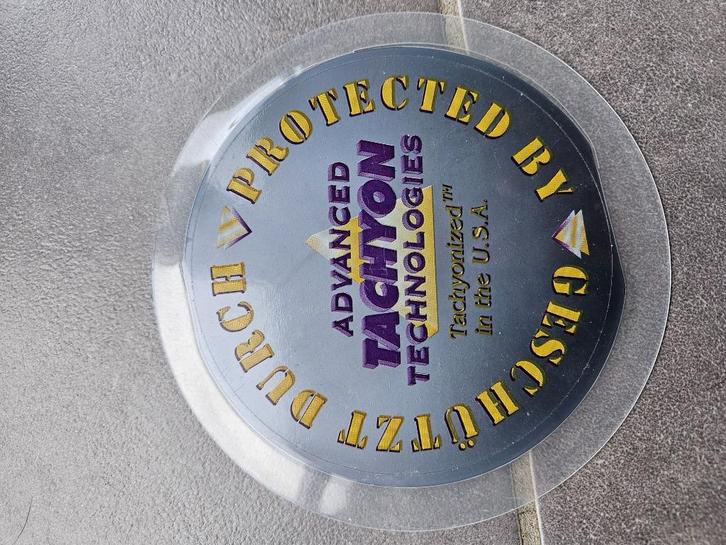 PROTECTED BY
GESCHÜTZT DURCH
ADVANCED
TACHYON
TECHNOLOGIES
Tachyonized™
in the U.S.A.